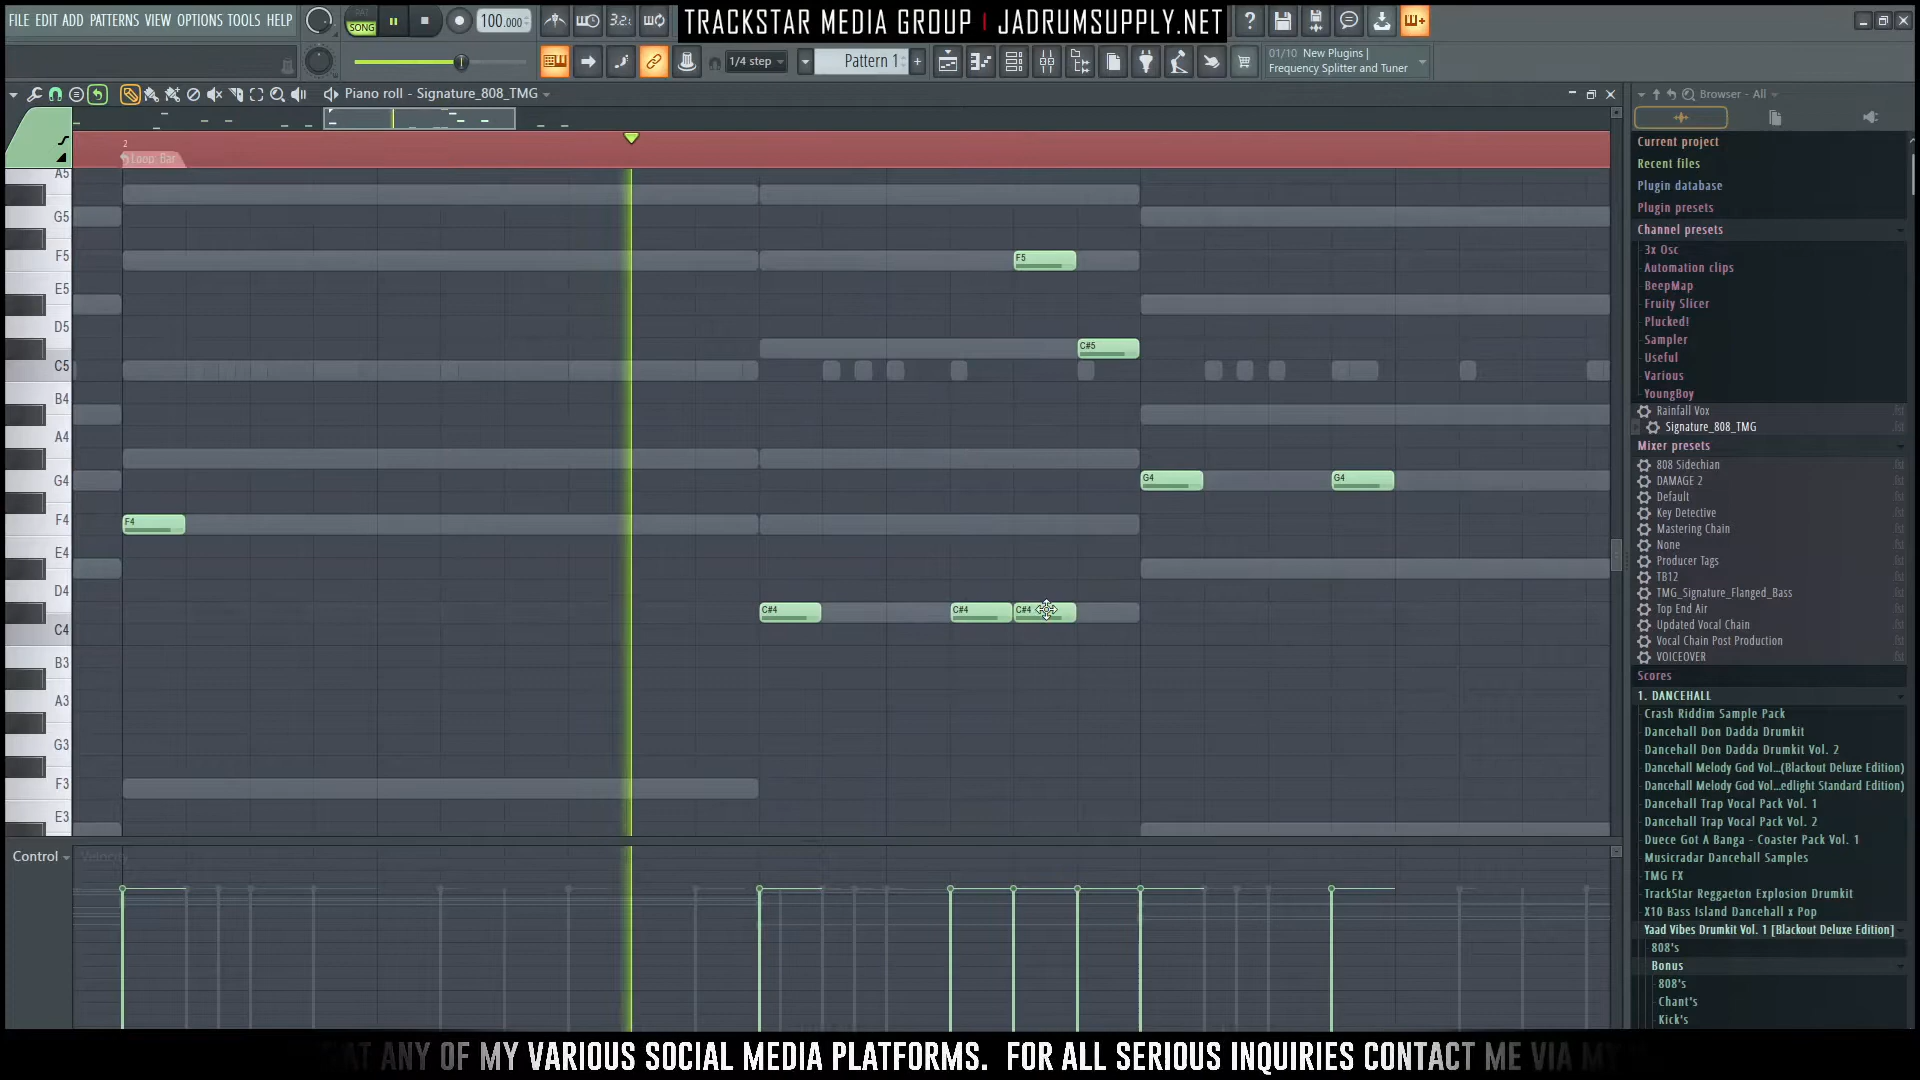 FILE EDIT ADD PATTERNS VIEW OPTIONS TOOLS HELP
PAT
SONG
100.000
3.2.
TRACKSTAR MEDIA GROUP | JADRUMSUPPLY.NET
1/4 step
Pattern 1
01/10 New Plugins |
Frequency Splitter and Tuner
Piano roll - Signature_808_TMG
Browser - All
2
Loop Bar
A5
G5
F5
E5
D5
C5
B4
A4
G4
F4
E4
D4
C4
B3
A3
G3
F3
E3
F5
C#5
G4
G4
F4
C#4
C#4
C#4
Control
Velocity
Current project
Recent files
Plugin database
Plugin presets
Channel presets
3x Osc
Automation clips
BeepMap
Fruity Slicer
Plucked!
Sampler
Useful
Various
YoungBoy
Rainfall Vox
Signature_808_TMG
Mixer presets
808 Sidechian
DAMAGE 2
Default
Key Detective
Mastering Chain
None
Producer Tags
TB12
TMG_Signature_Flanged_Bass
Top End Air
Updated Vocal Chain
Vocal Chain Post Production
VOICEOVER
Scores
1. DANCEHALL
Crash Riddim Sample Pack
Dancehall Don Dadda Drumkit
Dancehall Don Dadda Drumkit Vol. 2
Dancehall Melody God Vol...(Blackout Deluxe Edition)
Dancehall Melody God Vol...edlight Standard Edition)
Dancehall Trap Vocal Pack Vol. 1
Dancehall Trap Vocal Pack Vol. 2
Duece Got A Banga - Coaster Pack Vol. 1
Musicradar Dancehall Samples
TMG FX
TrackStar Reggaeton Explosion Drumkit
X10 Bass Island Dancehall x Pop
Yaad Vibes Drumkit Vol. 1 [Blackout Deluxe Edition]
808's
Bonus
808's
Chant's
Kick's
AT ANY OF MY VARIOUS SOCIAL MEDIA PLATFORMS. FOR ALL SERIOUS INQUIRIES CONTACT ME VIA MY